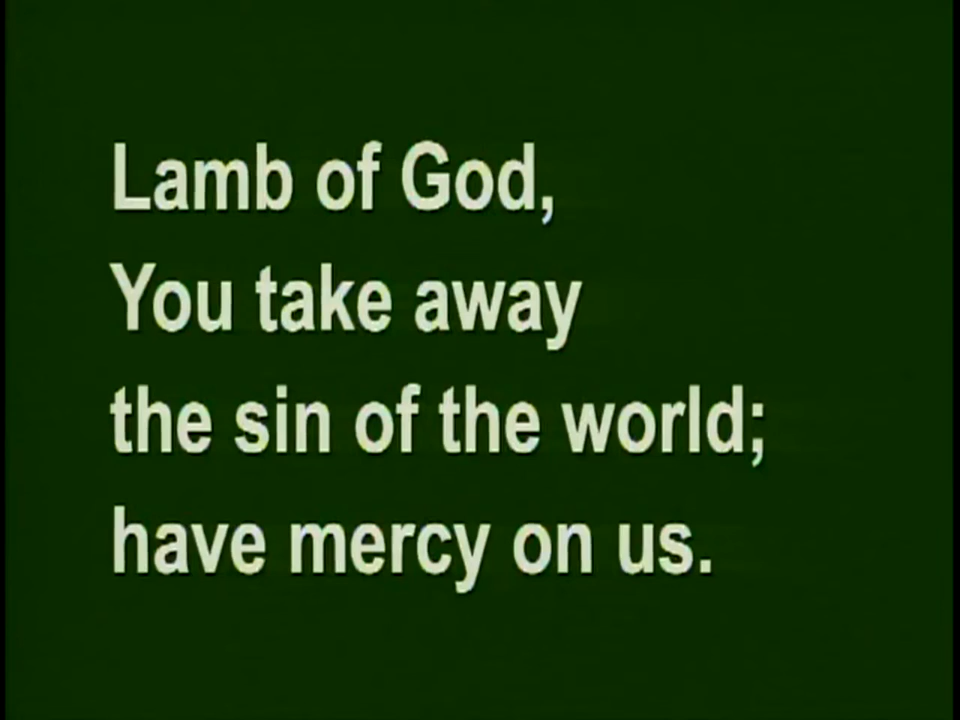 Lamb of God,
You take away
the sin of the world;
have mercy on us.